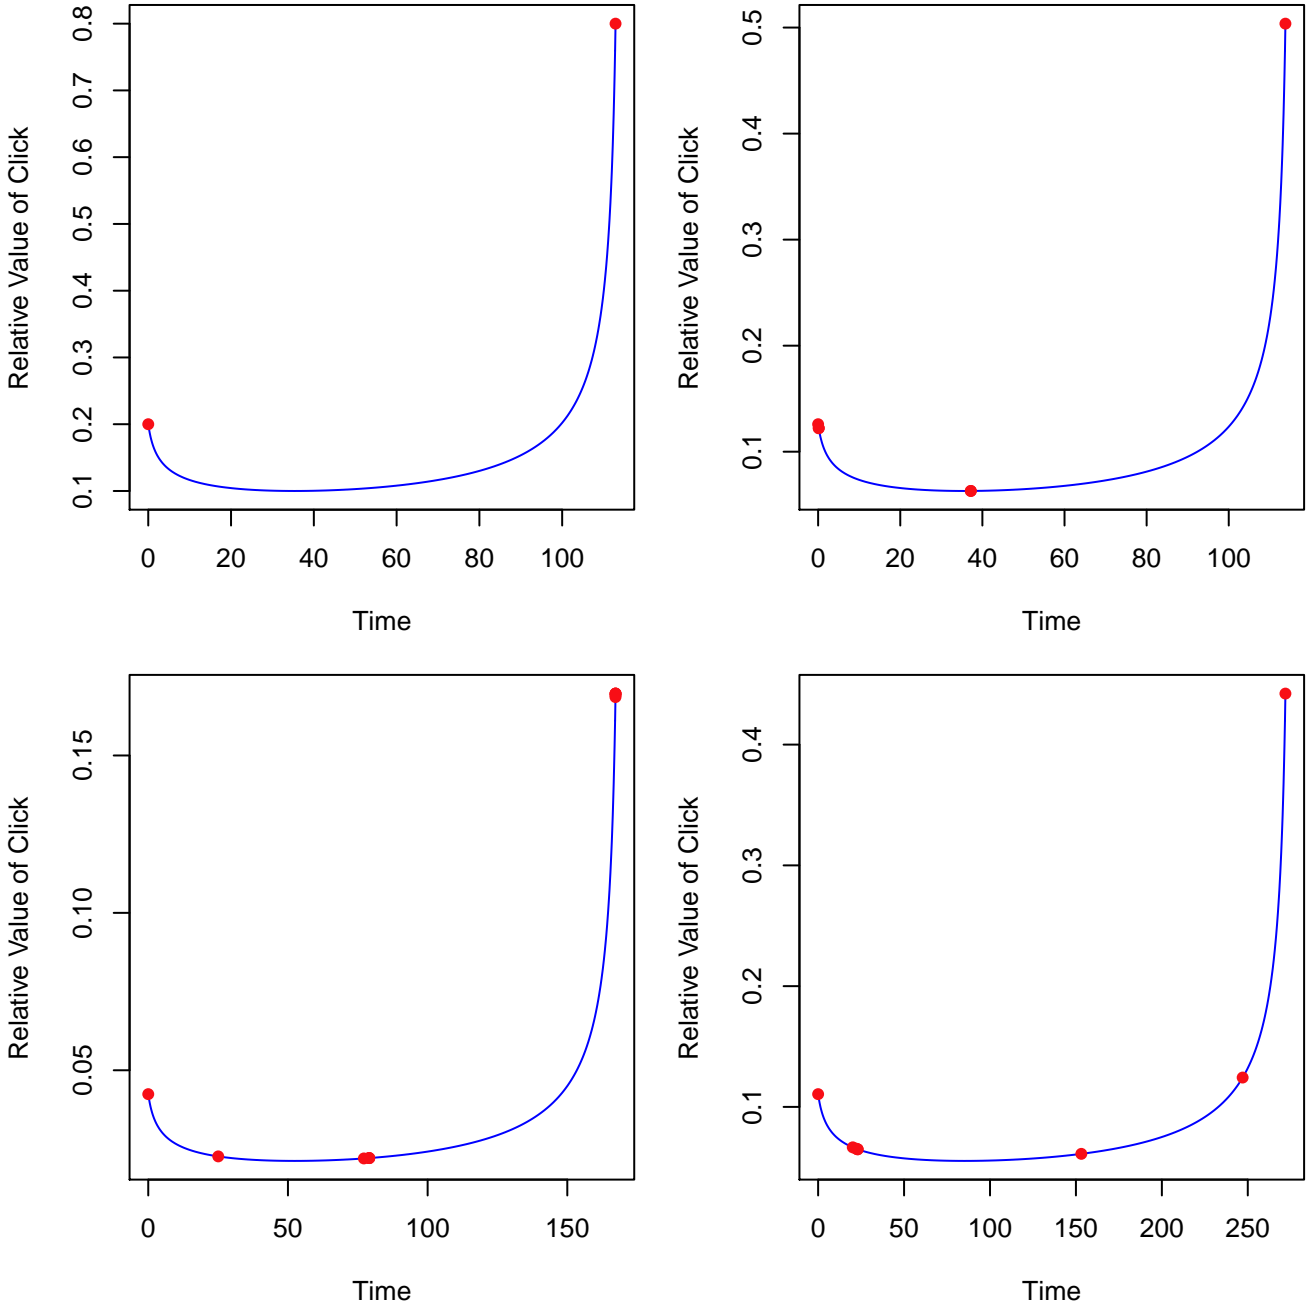 Relative Value of Click
0.1 0.2 0.3 0.4 0.5 0.6 0.7 0.8
0 20 40 60 80 100
Time
Relative Value of Click
0.1 0.2 0.3 0.4 0.5
0 20 40 60 80 100
Time
Relative Value of Click
0.05 0.10 0.15
0 50 100 150
Time
Relative Value of Click
0.1 0.2 0.3 0.4
0 50 100 150 200 250
Time